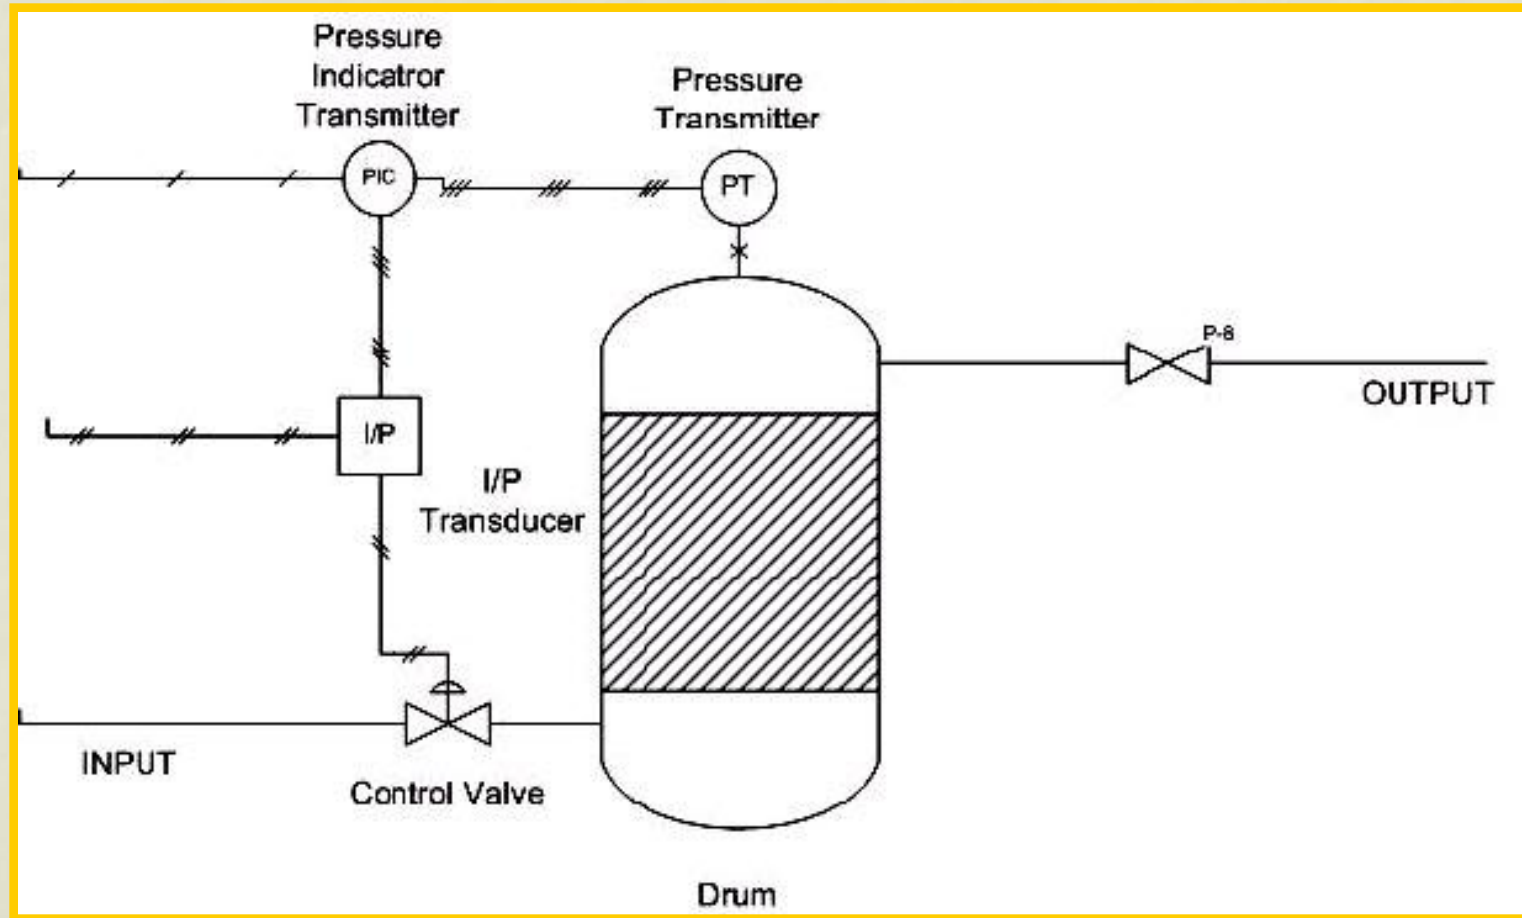 Pressure
Indicatror
Transmitter
Pressure
Transmitter
PIC
PT
P-8
OUTPUT
I/P
I/P
Transducer
INPUT
Control Valve
Drum